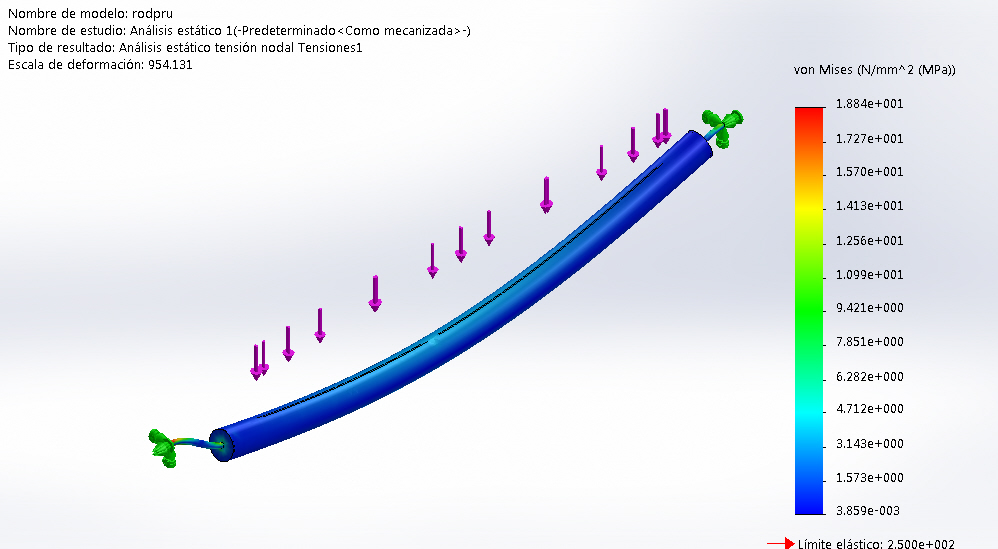 Nombre de modelo: rodpru
Nombre de estudio: Análisis estático 1(-Predeterminado<Como mecanizada>-)
Tipo de resultado: Análisis estático tensión nodal Tensiones1
Escala de deformación: 954.131
von Mises (N/mm^2 (MPa))
1.884e+001
1.727e+001
1.570e+001
1.413e+001
1.256e+001
1.099e+001
9.421e+000
7.851e+000
6.282e+000
4.712e+000
3.143e+000
1.573e+000
3.859e-003
Límite elástico: 2.500e+002